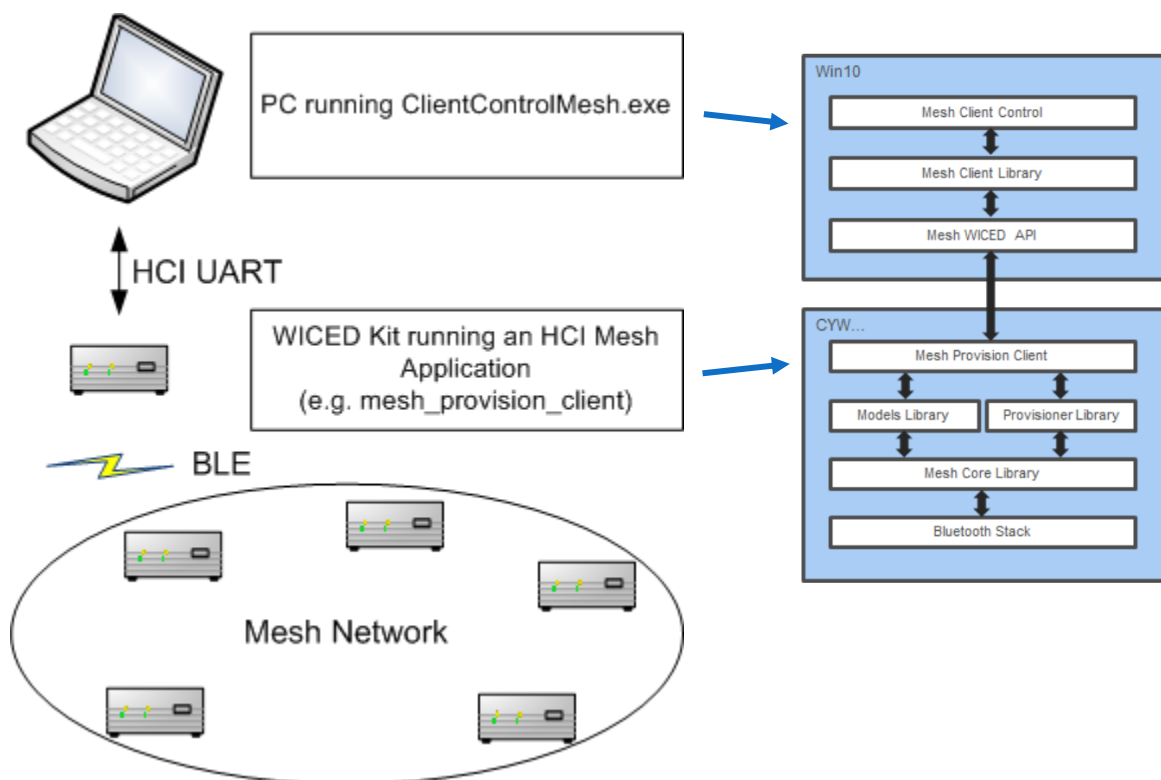 PC running ClientControlMesh.exe
HCI UART
WICED Kit running an HCI Mesh
Application
(e.g. mesh_provision_client)
BLE
Mesh Network
Win10
Mesh Client Control
Mesh Client Library
Mesh WICED API
CYW...
Mesh Provision Client
Models Library
Provisioner Library
Mesh Core Library
Bluetooth Stack